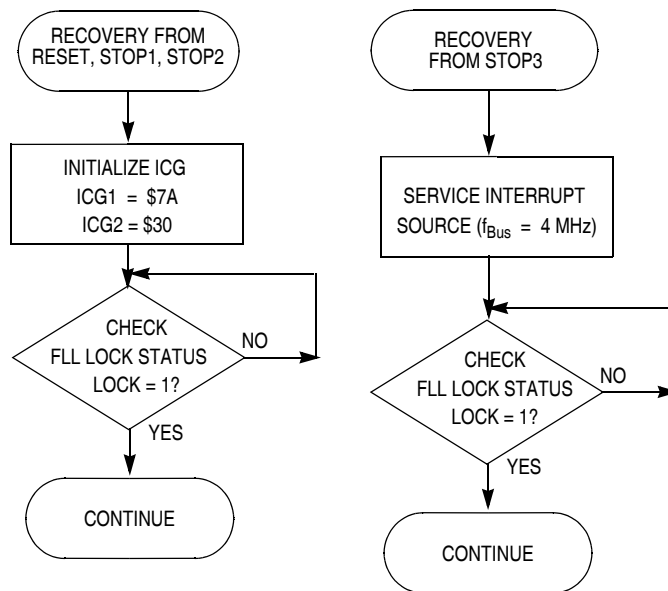 RECOVERY FROM
RESET, STOP1, STOP2
INITIALIZE ICG
ICG1 = $7A
ICG2 = $30
CHECK
FLL LOCK STATUS
LOCK = 1?
NO
YES
CONTINUE
RECOVERY
FROM STOP3
SERVICE INTERRUPT
SOURCE (fBus = 4 MHz)
CHECK
FLL LOCK STATUS
LOCK = 1?
NO
YES
CONTINUE